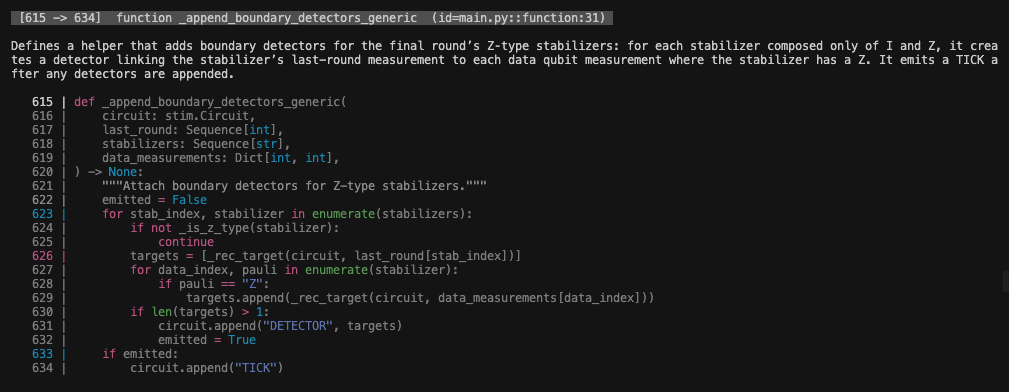 [615 -> 634]  function _append_boundary_detectors_generic  (id=main.py::function:31)
Defines a helper that adds boundary detectors for the final round’s Z-type stabilizers: for each stabilizer composed only of I and Z, it crea
tes a detector linking the stabilizer’s last-round measurement to each data qubit measurement where the stabilizer has a Z. It emits a TICK a
fter any detectors are appended.
615 | def _append_boundary_detectors_generic(
616 |     circuit: stim.Circuit,
617 |     last_round: Sequence[int],
618 |     stabilizers: Sequence[str],
619 |     data_measurements: Dict[int, int],
620 | ) -> None:
621 |     """Attach boundary detectors for Z-type stabilizers."""
622 |     emitted = False
623 |     for stab_index, stabilizer in enumerate(stabilizers):
624 |         if not _is_z_type(stabilizer):
625 |             continue
626 |         targets = [_rec_target(circuit, last_round[stab_index])]
627 |         for data_index, pauli in enumerate(stabilizer):
628 |             if pauli == "Z":
629 |                 targets.append(_rec_target(circuit, data_measurements[data_index]))
630 |         if len(targets) > 1:
631 |             circuit.append("DETECTOR", targets)
632 |             emitted = True
633 |     if emitted:
634 |         circuit.append("TICK")